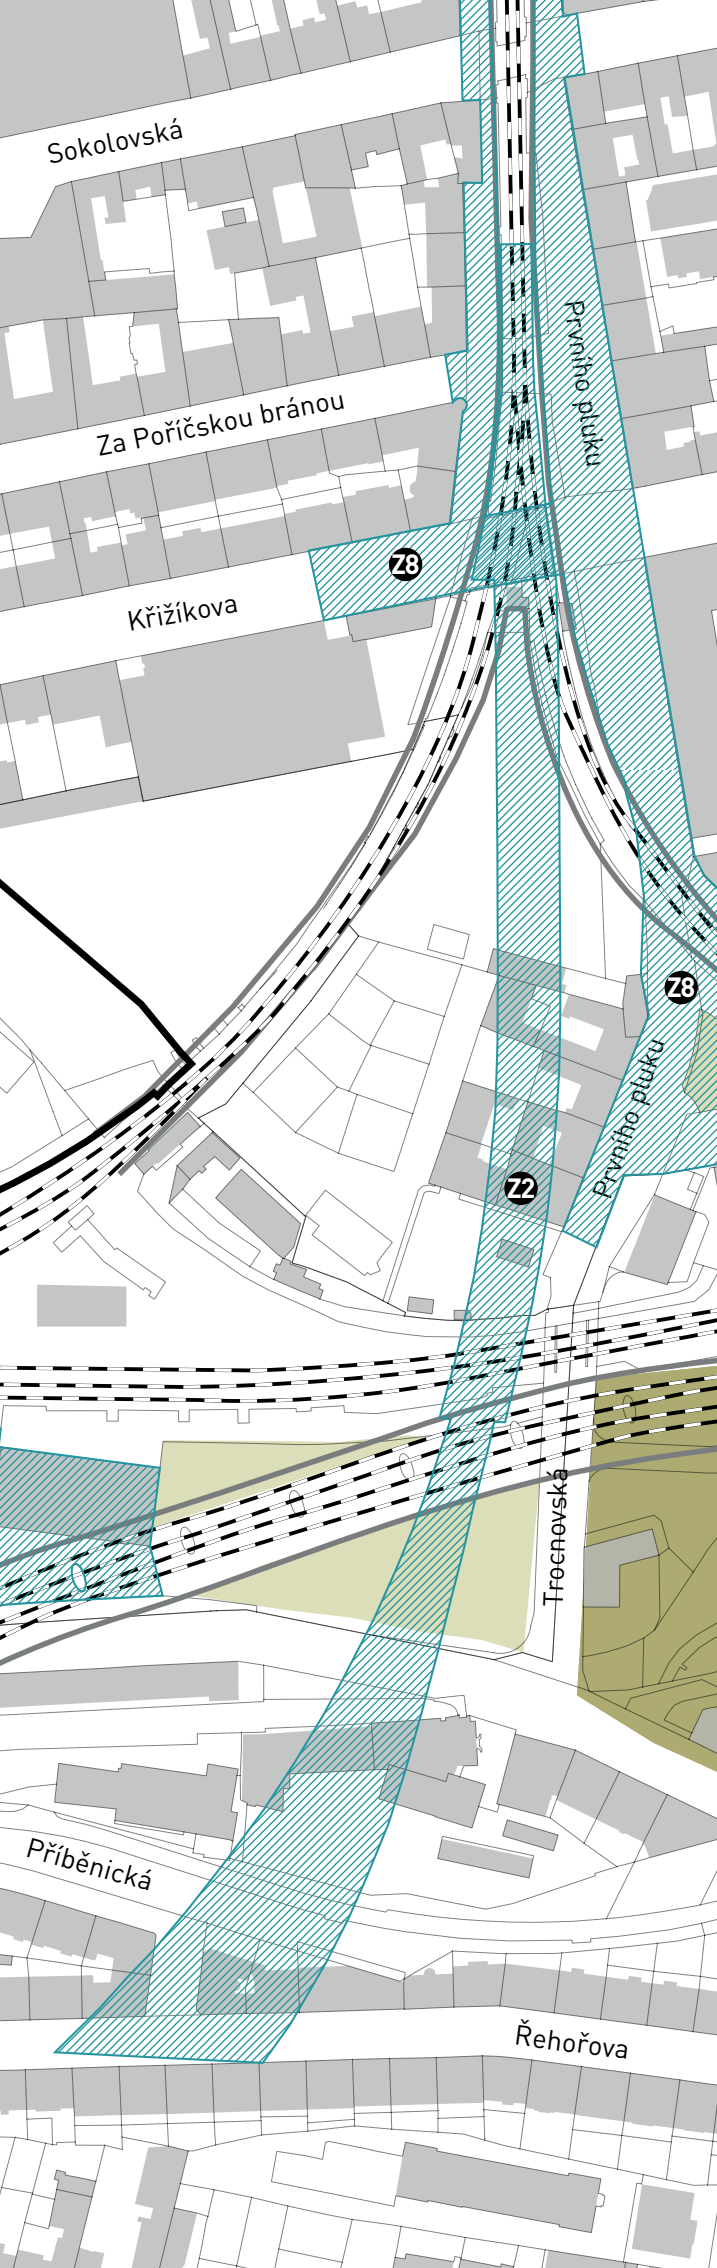 Sokolovská
Prvního pluku
Za Poříčskou bránou
Z8
Křižíkova
Z8
Prvního pluku
Z2
Trocnovská
Příběnická
Řehořova